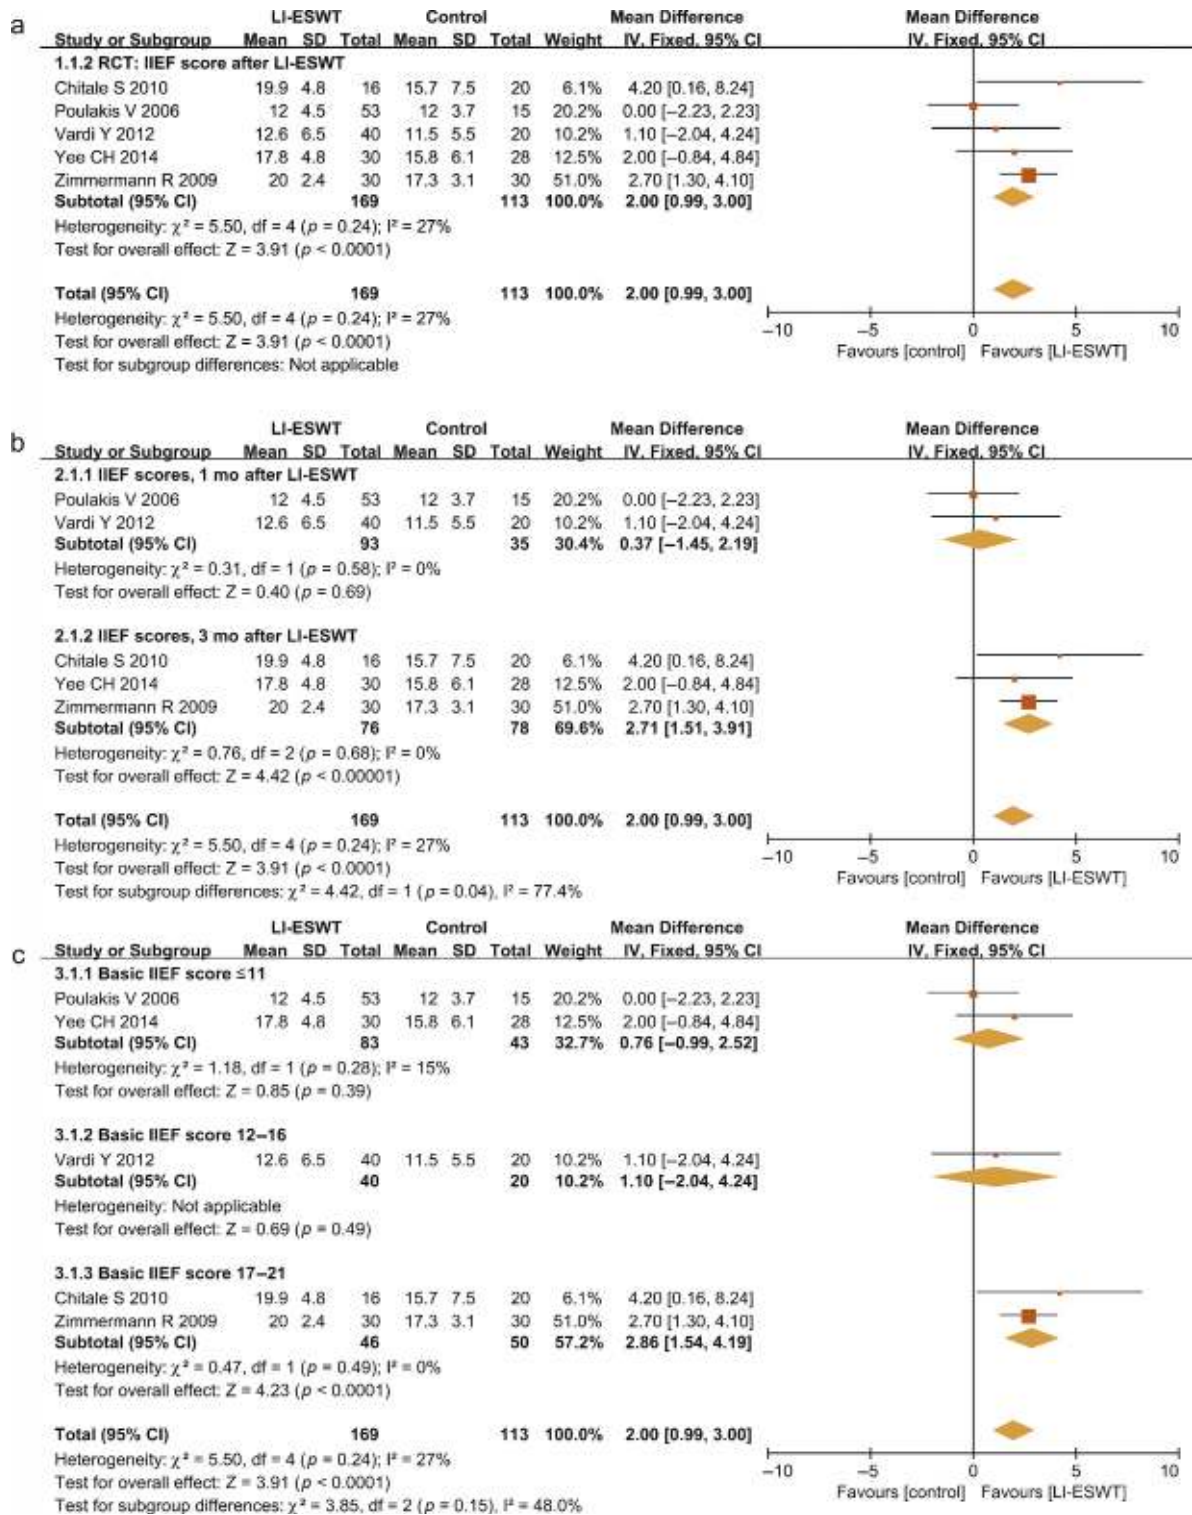 a
LI-ESWT Control Mean Difference Mean Difference
Study or Subgroup Mean SD Total Mean SD Total Weight IV, Fixed, 95% CI IV, Fixed, 95% CI
1.1.2 RCT: IIEF score after LI-ESWT
Chitale S 2010 19.9 4.8 16 15.7 7.5 20 6.1% 4.20 [0.16, 8.24]
Poulakis V 2006 12 4.5 53 12 3.7 15 20.2% 0.00 [−2.23, 2.23]
Vardi Y 2012 12.6 6.5 40 11.5 5.5 20 10.2% 1.10 [−2.04, 4.24]
Yee CH 2014 17.8 4.8 30 15.8 6.1 28 12.5% 2.00 [−0.84, 4.84]
Zimmermann R 2009 20 2.4 30 17.3 3.1 30 51.0% 2.70 [1.30, 4.10]
Subtotal (95% CI) 169 113 100.0% 2.00 [0.99, 3.00]
Heterogeneity: χ² = 5.50, df = 4 (p = 0.24); I² = 27%
Test for overall effect: Z = 3.91 (p < 0.0001)
Total (95% CI) 169 113 100.0% 2.00 [0.99, 3.00]
Heterogeneity: χ² = 5.50, df = 4 (p = 0.24); I² = 27%
Test for overall effect: Z = 3.91 (p < 0.0001)
Test for subgroup differences: Not applicable
−10 −5 0 5 10
Favours [control] Favours [LI-ESWT]
b
LI-ESWT Control Mean Difference Mean Difference
Study or Subgroup Mean SD Total Mean SD Total Weight IV, Fixed, 95% CI IV, Fixed, 95% CI
2.1.1 IIEF scores, 1 mo after LI-ESWT
Poulakis V 2006 12 4.5 53 12 3.7 15 20.2% 0.00 [−2.23, 2.23]
Vardi Y 2012 12.6 6.5 40 11.5 5.5 20 10.2% 1.10 [−2.04, 4.24]
Subtotal (95% CI) 93 35 30.4% 0.37 [−1.45, 2.19]
Heterogeneity: χ² = 0.31, df = 1 (p = 0.58); I² = 0%
Test for overall effect: Z = 0.40 (p = 0.69)
2.1.2 IIEF scores, 3 mo after LI-ESWT
Chitale S 2010 19.9 4.8 16 15.7 7.5 20 6.1% 4.20 [0.16, 8.24]
Yee CH 2014 17.8 4.8 30 15.8 6.1 28 12.5% 2.00 [−0.84, 4.84]
Zimmermann R 2009 20 2.4 30 17.3 3.1 30 51.0% 2.70 [1.30, 4.10]
Subtotal (95% CI) 76 78 69.6% 2.71 [1.51, 3.91]
Heterogeneity: χ² = 0.76, df = 2 (p = 0.68); I² = 0%
Test for overall effect: Z = 4.42 (p < 0.00001)
Total (95% CI) 169 113 100.0% 2.00 [0.99, 3.00]
Heterogeneity: χ² = 5.50, df = 4 (p = 0.24); I² = 27%
Test for overall effect: Z = 3.91 (p < 0.0001)
Test for subgroup differences: χ² = 4.42, df = 1 (p = 0.04), I² = 77.4%
−10 −5 0 5 10
Favours [control] Favours [LI-ESWT]
c
LI-ESWT Control Mean Difference Mean Difference
Study or Subgroup Mean SD Total Mean SD Total Weight IV, Fixed, 95% CI IV, Fixed, 95% CI
3.1.1 Basic IIEF score ≤11
Poulakis V 2006 12 4.5 53 12 3.7 15 20.2% 0.00 [−2.23, 2.23]
Yee CH 2014 17.8 4.8 30 15.8 6.1 28 12.5% 2.00 [−0.84, 4.84]
Subtotal (95% CI) 83 43 32.7% 0.76 [−0.99, 2.52]
Heterogeneity: χ² = 1.18, df = 1 (p = 0.28); I² = 15%
Test for overall effect: Z = 0.85 (p = 0.39)
3.1.2 Basic IIEF score 12–16
Vardi Y 2012 12.6 6.5 40 11.5 5.5 20 10.2% 1.10 [−2.04, 4.24]
Subtotal (95% CI) 40 20 10.2% 1.10 [−2.04, 4.24]
Heterogeneity: Not applicable
Test for overall effect: Z = 0.69 (p = 0.49)
3.1.3 Basic IIEF score 17–21
Chitale S 2010 19.9 4.8 16 15.7 7.5 20 6.1% 4.20 [0.16, 8.24]
Zimmermann R 2009 20 2.4 30 17.3 3.1 30 51.0% 2.70 [1.30, 4.10]
Subtotal (95% CI) 46 50 57.2% 2.86 [1.54, 4.19]
Heterogeneity: χ² = 0.47, df = 1 (p = 0.49); I² = 0%
Test for overall effect: Z = 4.23 (p < 0.0001)
Total (95% CI) 169 113 100.0% 2.00 [0.99, 3.00]
Heterogeneity: χ² = 5.50, df = 4 (p = 0.24); I² = 27%
Test for overall effect: Z = 3.91 (p < 0.0001)
Test for subgroup differences: χ² = 3.85, df = 2 (p = 0.15), I² = 48.0%
−10 −5 0 5 10
Favours [control] Favours [LI-ESWT]